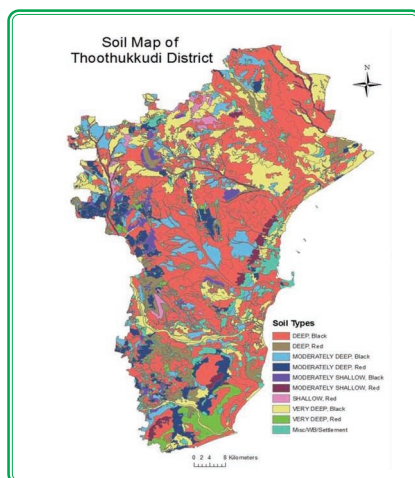 Soil Map of
Thoothukkudi District
N
Soil Types
DEEP, Black
DEEP, Red
MODERATELY DEEP, Black
MODERATELY DEEP, Red
MODERATELY SHALLOW, Black
MODERATELY SHALLOW, Red
SHALLOW, Red
VERY DEEP, Black
VERY DEEP, Red
Misc/WB/Settlement
0 2 4 8 Kilometers